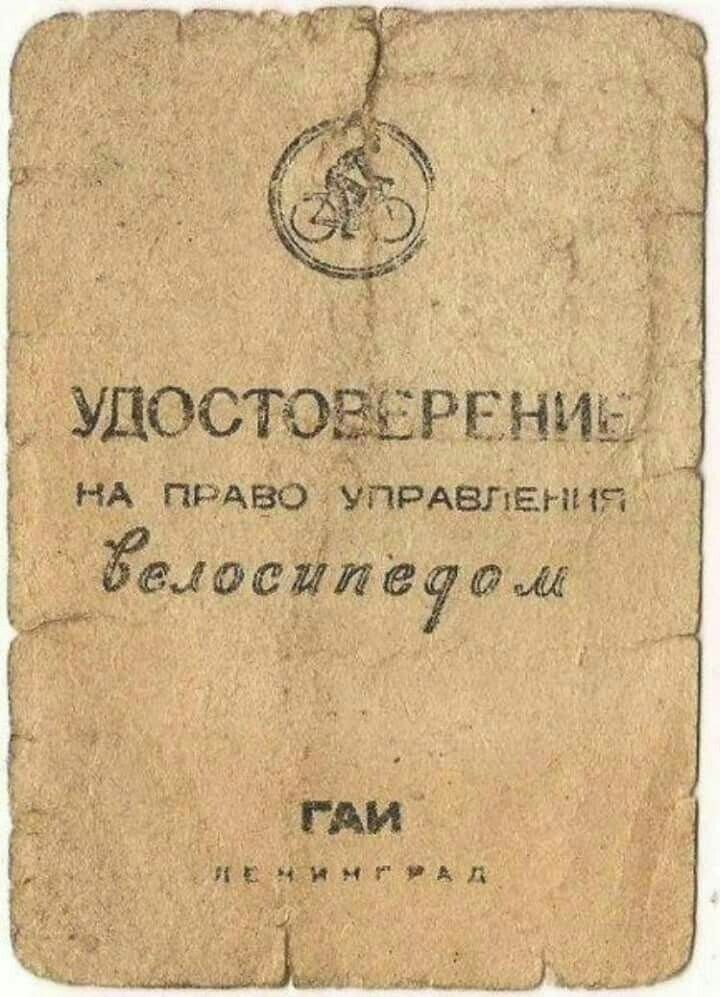 УДОСТОВЕРЕНИЕ
НА ПРАВО УПРАВЛЕНИЯ
велосипедом
ГАИ
ЛЕНИНГРАД